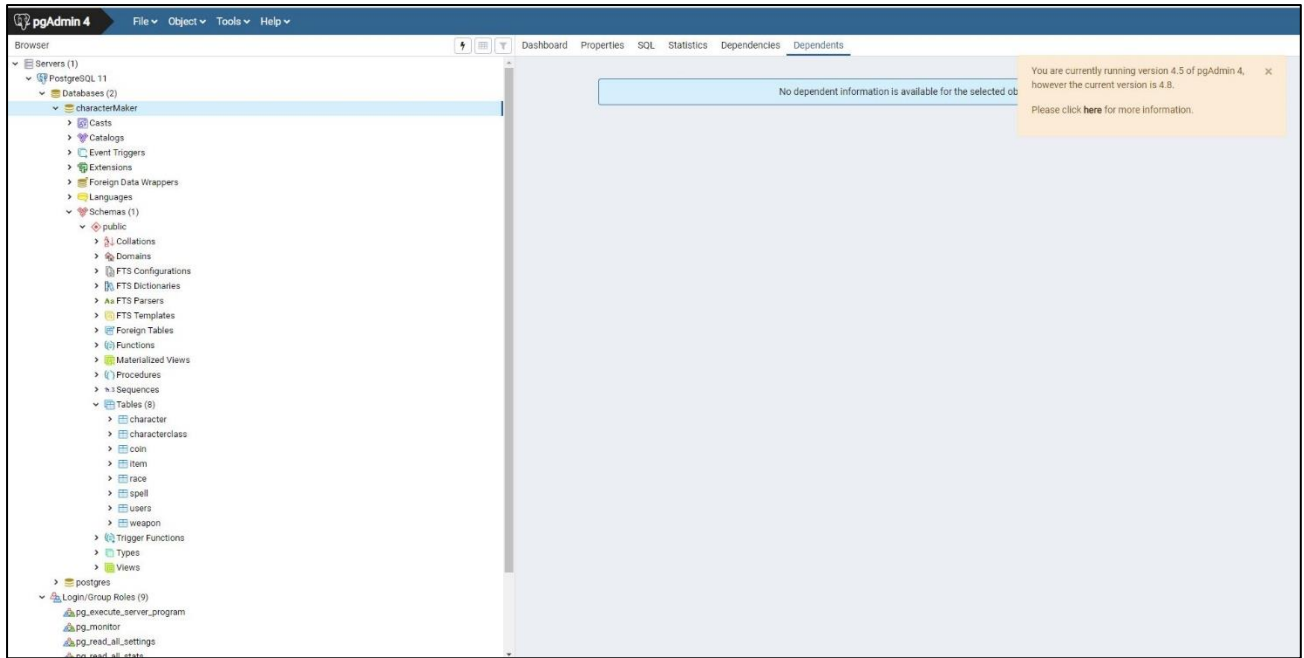 pgAdmin 4 File Object Tools Help
Browser Dashboard Properties SQL Statistics Dependencies Dependents
Servers (1)
PostgreSQL 11
Databases (2)
characterMaker
Casts
Catalogs
Event Triggers
Extensions
Foreign Data Wrappers
Languages
Schemas (1)
public
Collations
Domains
FTS Configurations
FTS Dictionaries
Aa FTS Parsers
FTS Templates
Foreign Tables
Functions
Materialized Views
Procedures
Sequences
Tables (8)
character
characterclass
coin
item
race
spell
users
weapon
Trigger Functions
Types
Views
postgres
Login/Group Roles (9)
pg_execute_server_program
pg_monitor
pg_read_all_settings
pg_read_all_stats
No dependent information is available for the selected ob
You are currently running version 4.5 of pgAdmin 4,
however the current version is 4.8.
Please click here for more information.